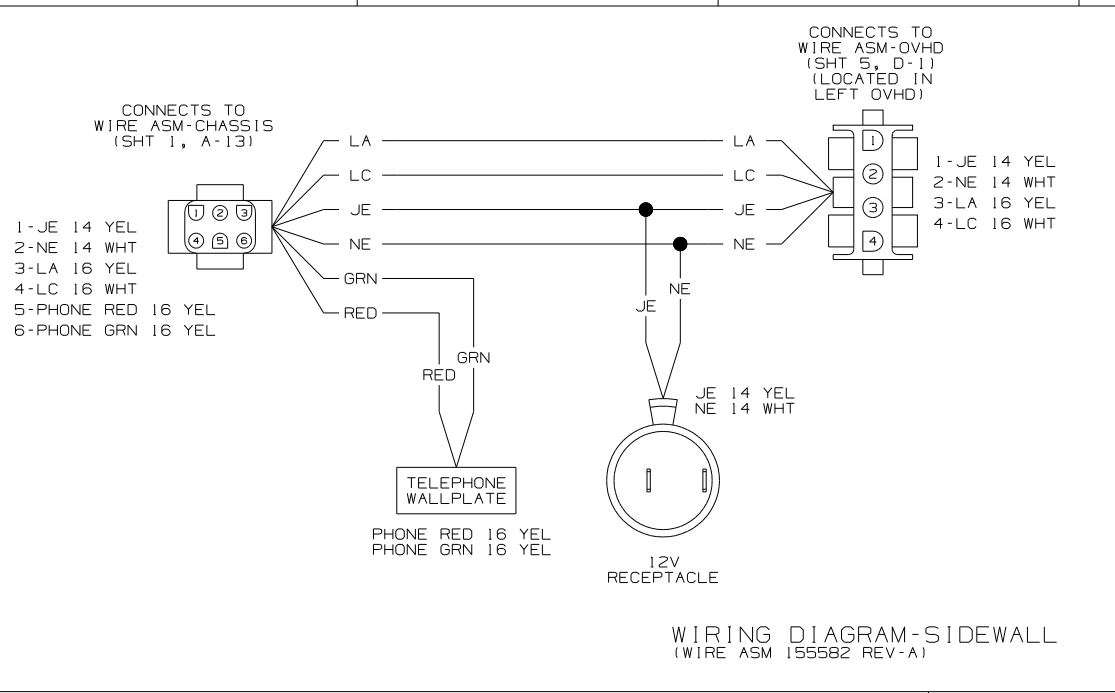 CONNECTS TO
WIRE ASM-OVHD
(SHT 5, D-1)
(LOCATED IN
LEFT OVHD)
CONNECTS TO
WIRE ASM-CHASSIS
(SHT 1, A-13)
LA LA
LC LC
JE JE
NE NE
GRN
RED
1 2 3
4 5 6
1-JE 14 YEL
2-NE 14 WHT
3-LA 16 YEL
4-LC 16 WHT
5-PHONE RED 16 YEL
6-PHONE GRN 16 YEL
1
2
3
4
1-JE 14 YEL
2-NE 14 WHT
3-LA 16 YEL
4-LC 16 WHT
NE
JE
GRN
RED
JE 14 YEL
NE 14 WHT
TELEPHONE
WALLPLATE
PHONE RED 16 YEL
PHONE GRN 16 YEL
12V
RECEPTACLE
WIRING DIAGRAM-SIDEWALL
(WIRE ASM 155582 REV-A)